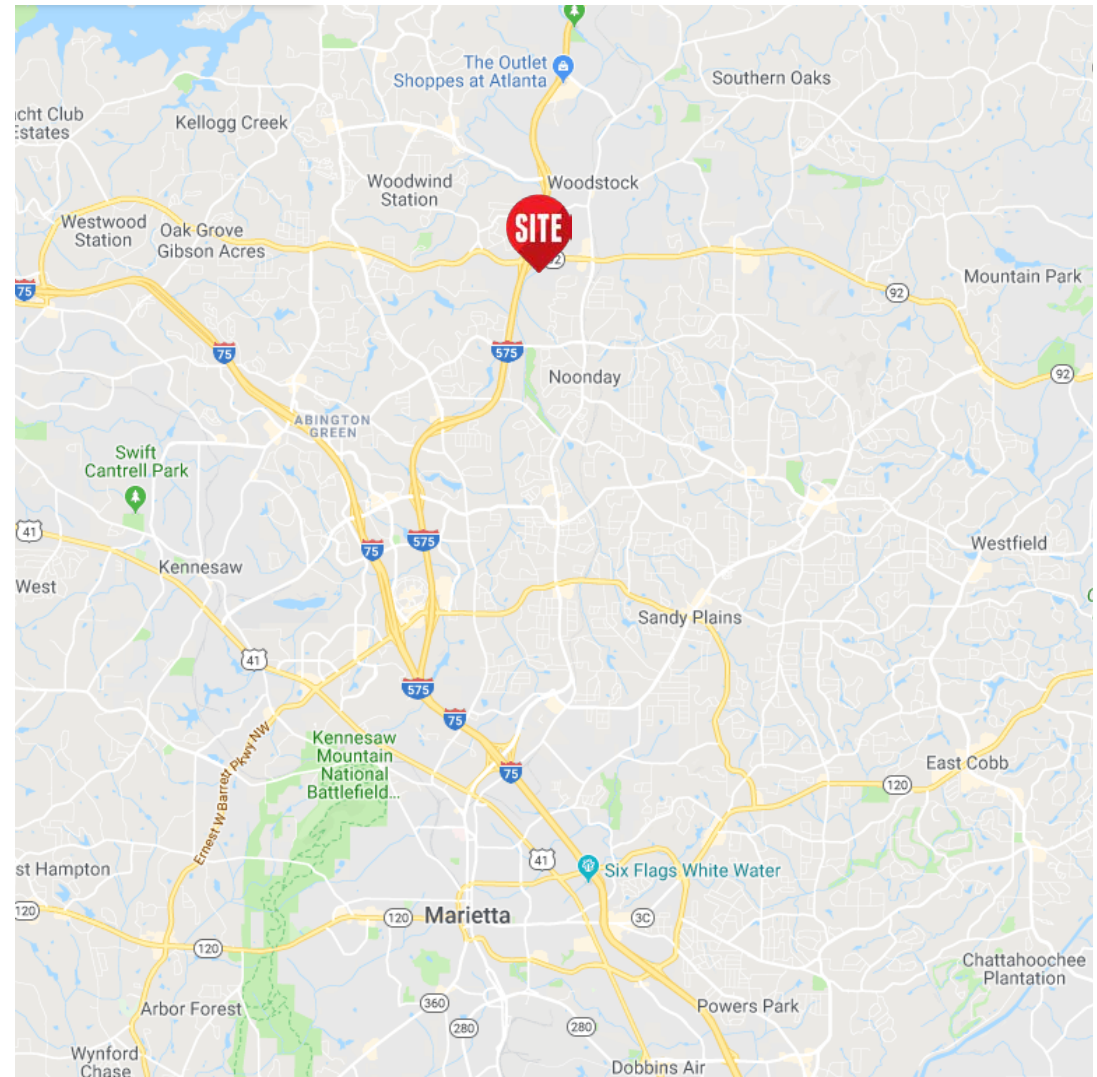 The Outlet
Shoppes at Atlanta
Southern Oaks
Kellogg Creek
Woodwind
Station
Woodstock
Westwood
Station
Oak Grove
Gibson Acres
SITE
75
92
Mountain Park
75
575
Noonday
92
ABINGTON
GREEN
Swift
Cantrell Park
41
75
575
Westfield
Kennesaw
West
Sandy Plains
41
575
75
Ernest W Barrett Pkwy NW
Kennesaw
Mountain
National
Battlefield...
75
East Cobb
120
41
Six Flags White Water
st Hampton
120
120
Marietta
3C
120
Chattahoochee
Plantation
Arbor Forest
360
280
280
Powers Park
Wynford
Chase
Dobbins Air